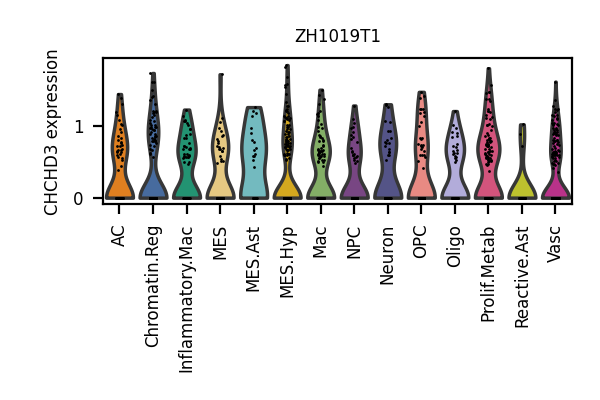 ZH1019T1
CHCHD3 expression
1
0
AC
Chromatin.Reg
Inflammatory.Mac
MES
MES.Ast
MES.Hyp
Mac
NPC
Neuron
OPC
Oligo
Prolif.Metab
Reactive.Ast
Vasc